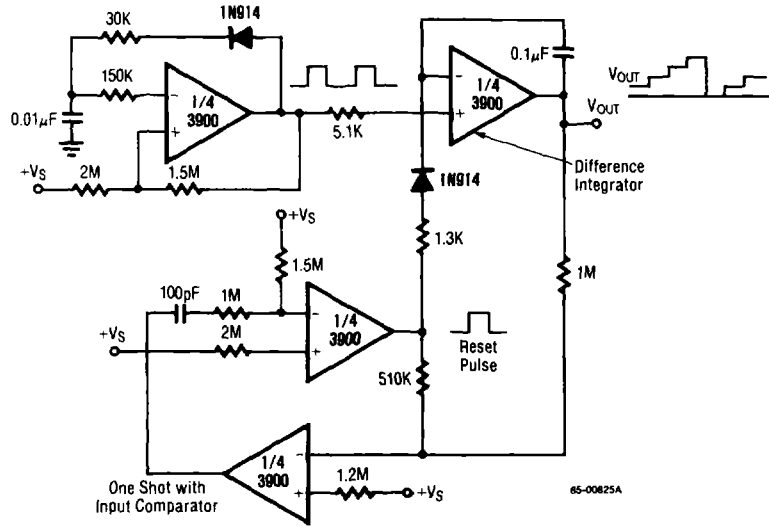 30K
1N914
150K
1/4
3900
-
+
0.01μF
+VS
2M
1.5M
5.1K
1/4
3900
-
+
0.1μF
VOUT
VOUT
Difference
Integrator
1N914
1.3K
+VS
1.5M
1M
100pF
1M
+VS
2M
1/4
3900
-
+
Reset
Pulse
510K
1/4
3900
-
+
1.2M
+VS
One Shot with
Input Comparator
65-00825A